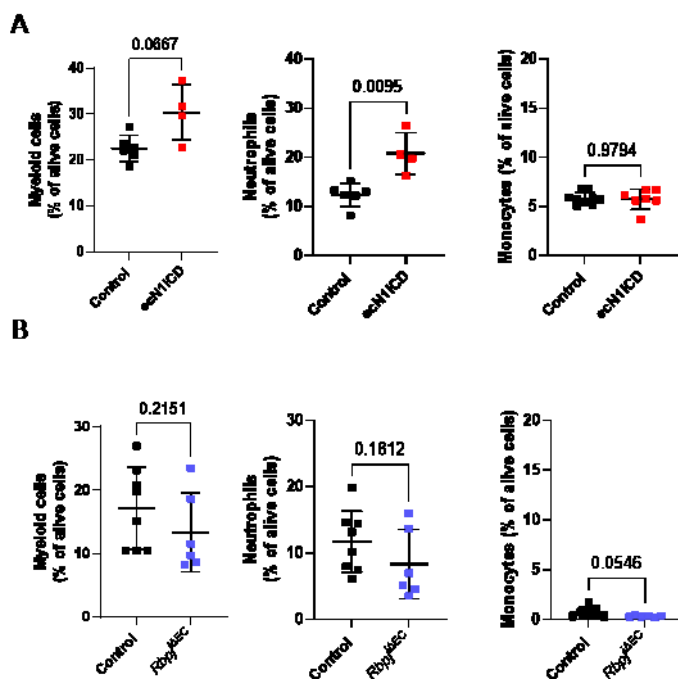 A
0.0667
Myeloid cells
(% of alive cells)
40
30
20
10
0
Control
ecN1ICD
0.0095
Neutrophils
(% of alive cells)
40
30
20
10
0
Control
ecN1ICD
0.9794
Monocytes (% of alive cells)
20
15
10
5
0
Control
ecN1ICD
B
0.2151
Myeloid cells
(% of alive cells)
30
20
10
0
Control
Rbpj^iΔEC
0.1612
Neutrophils
(% of alive cells)
30
20
10
0
Control
Rbpj^iΔEC
0.0546
Monocytes (% of alive cells)
20
15
10
5
0
Control
Rbpj^iΔEC